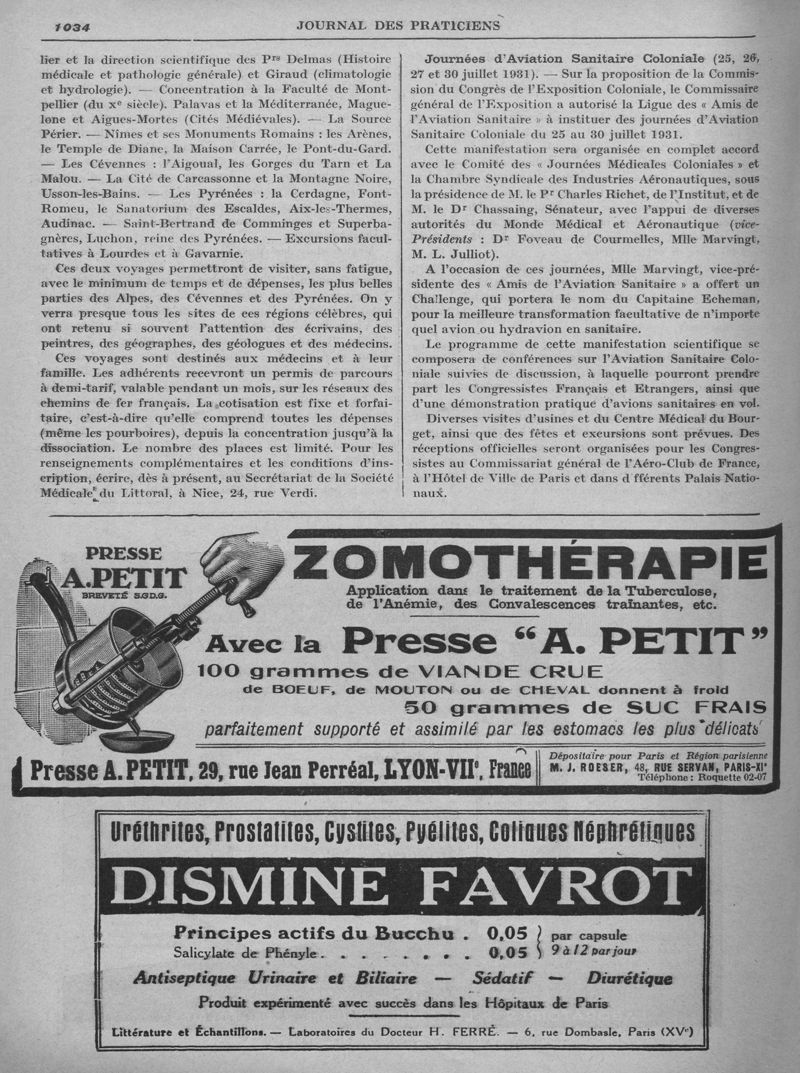 1034
JOURNAL DES PRATICIENS
lier et la direction scientifique des Prs Delmas (Histoire
médicale et pathologie générale) et Giraud (climatologie
et hydrologie). — Concentration à la Faculté de Mont-
pellier (du xe siècle). Palavas et la Méditerranée, Mague-
lone et Aigues-Mortes (Cités Médiévales). — La Source
Périer. — Nîmes et ses Monuments Romains : les Arènes,
le Temple de Diane, la Maison Carrée, le Pont-du-Gard.
— Les Cévennes : l'Aigoual, les Gorges du Tarn et La
Malou. — La Cité de Carcassonne et la Montagne Noire,
Usson-les-Bains. — Les Pyrénées : la Cerdagne, Font-
Romeu, le Sanatorium des Escaldes, Aix-les-Thermes,
Audinac. — Saint-Bertrand de Comminges et Superba-
gnères, Luchon, reine des Pyrénées. — Excursions facul-
tatives à Lourdes et à Gavarnie.
Ces deux voyages permettront de visiter, sans fatigue,
avec le minimum de temps et de dépenses, les plus belles
parties des Alpes, des Cévennes et des Pyrénées. On y
verra presque tous les sites de ces régions célèbres, qui
ont retenu si souvent l'attention des écrivains, des
peintres, des géographes, des géologues et des médecins.
Ces voyages sont destinés aux médecins et à leur
famille. Les adhérents recevront un permis de parcours
à demi-tarif, valable pendant un mois, sur les réseaux des
chemins de fer français. La cotisation est fixe et forfai-
taire, c'est-à-dire qu'elle comprend toutes les dépenses
(même les pourboires), depuis la concentration jusqu'à la
dissociation. Le nombre des places est limité. Pour les
renseignements complémentaires et les conditions d'ins-
cription, écrire, dès à présent, au Secrétariat de la Société
Médicale du Littoral, à Nice, 24, rue Verdi.
Journées d'Aviation Sanitaire Coloniale (25, 26,
27 et 30 juillet 1931). — Sur la proposition de la Commis-
sion du Congrès de l'Exposition Coloniale, le Commissaire
général de l'Exposition a autorisé la Ligue des « Amis de
l'Aviation Sanitaire » à instituer des journées d'Aviation
Sanitaire Coloniale du 25 au 30 juillet 1931.
Cette manifestation sera organisée en complet accord
avec le Comité des « Journées Médicales Coloniales » et
la Chambre Syndicale des Industries Aéronautiques, sous
la présidence de M. le Pr Charles Richet, de l'Institut, et de
M. le Dr Chassaing, Sénateur, avec l'appui de diverses
autorités du Monde Médical et Aéronautique (vice-
Présidents : Dr Foveau de Courmelles, Mlle Marvingt,
M. L. Julliot).
A l'occasion de ces journées, Mlle Marvingt, vice-pré-
sidente des « Amis de l'Aviation Sanitaire » a offert un
Challenge, qui portera le nom du Capitaine Echeman,
pour la meilleure transformation facultative de n'importe
quel avion ou hydravion en sanitaire.
Le programme de cette manifestation scientifique se
composera de conférences sur l'Aviation Sanitaire Colo-
niale suivies de discussion, à laquelle pourront prendre
part les Congressistes Français et Etrangers, ainsi que
d'une démonstration pratique d'avions sanitaires en vol.
Diverses visites d'usines et du Centre Médical du Bour-
get, ainsi que des fêtes et excursions sont prévues. Des
réceptions officielles seront organisées pour les Congres-
sistes au Commissariat général de l'Aéro-Club de France,
à l'Hôtel de Ville de Paris et dans d fférents Palais Natio-
naux.
PRESSE
A. PETIT
BREVETÉ S.G.D.G.
ZOMOTHÉRAPIE
Application dans le traitement de la Tuberculose,
de l'Anémie, des Convalescences traînantes, etc.
Avec la Presse "A. PETIT"
100 grammes de VIANDE CRUE
de BOEUF, de MOUTON ou de CHEVAL donnent à froid
50 grammes de SUC FRAIS
parfaitement supporté et assimilé par les estomacs les plus délicats
Presse A. PETIT, 29, rue Jean Perréal, LYON-VIIe, France
Dépositaire pour Paris et Région parisienne
M. J. ROESER, 48, RUE SERVAN, PARIS-XIe
Téléphone : Roquette 02-07
Uréthrites, Prostatites, Cystites, Pyélites, Coliques Néphrétiques
DISMINE FAVROT
Principes actifs du Bucchu . 0,05 } par capsule
Salicylate de Phényle. . . . . . . . 0,05 } 9 à 12 par jour
Antiseptique Urinaire et Biliaire — Sédatif — Diurétique
Produit expérimenté avec succès dans les Hôpitaux de Paris
Littérature et Échantillons. — Laboratoires du Docteur H. FERRÉ. — 6, rue Dombasle, Paris (XVe)